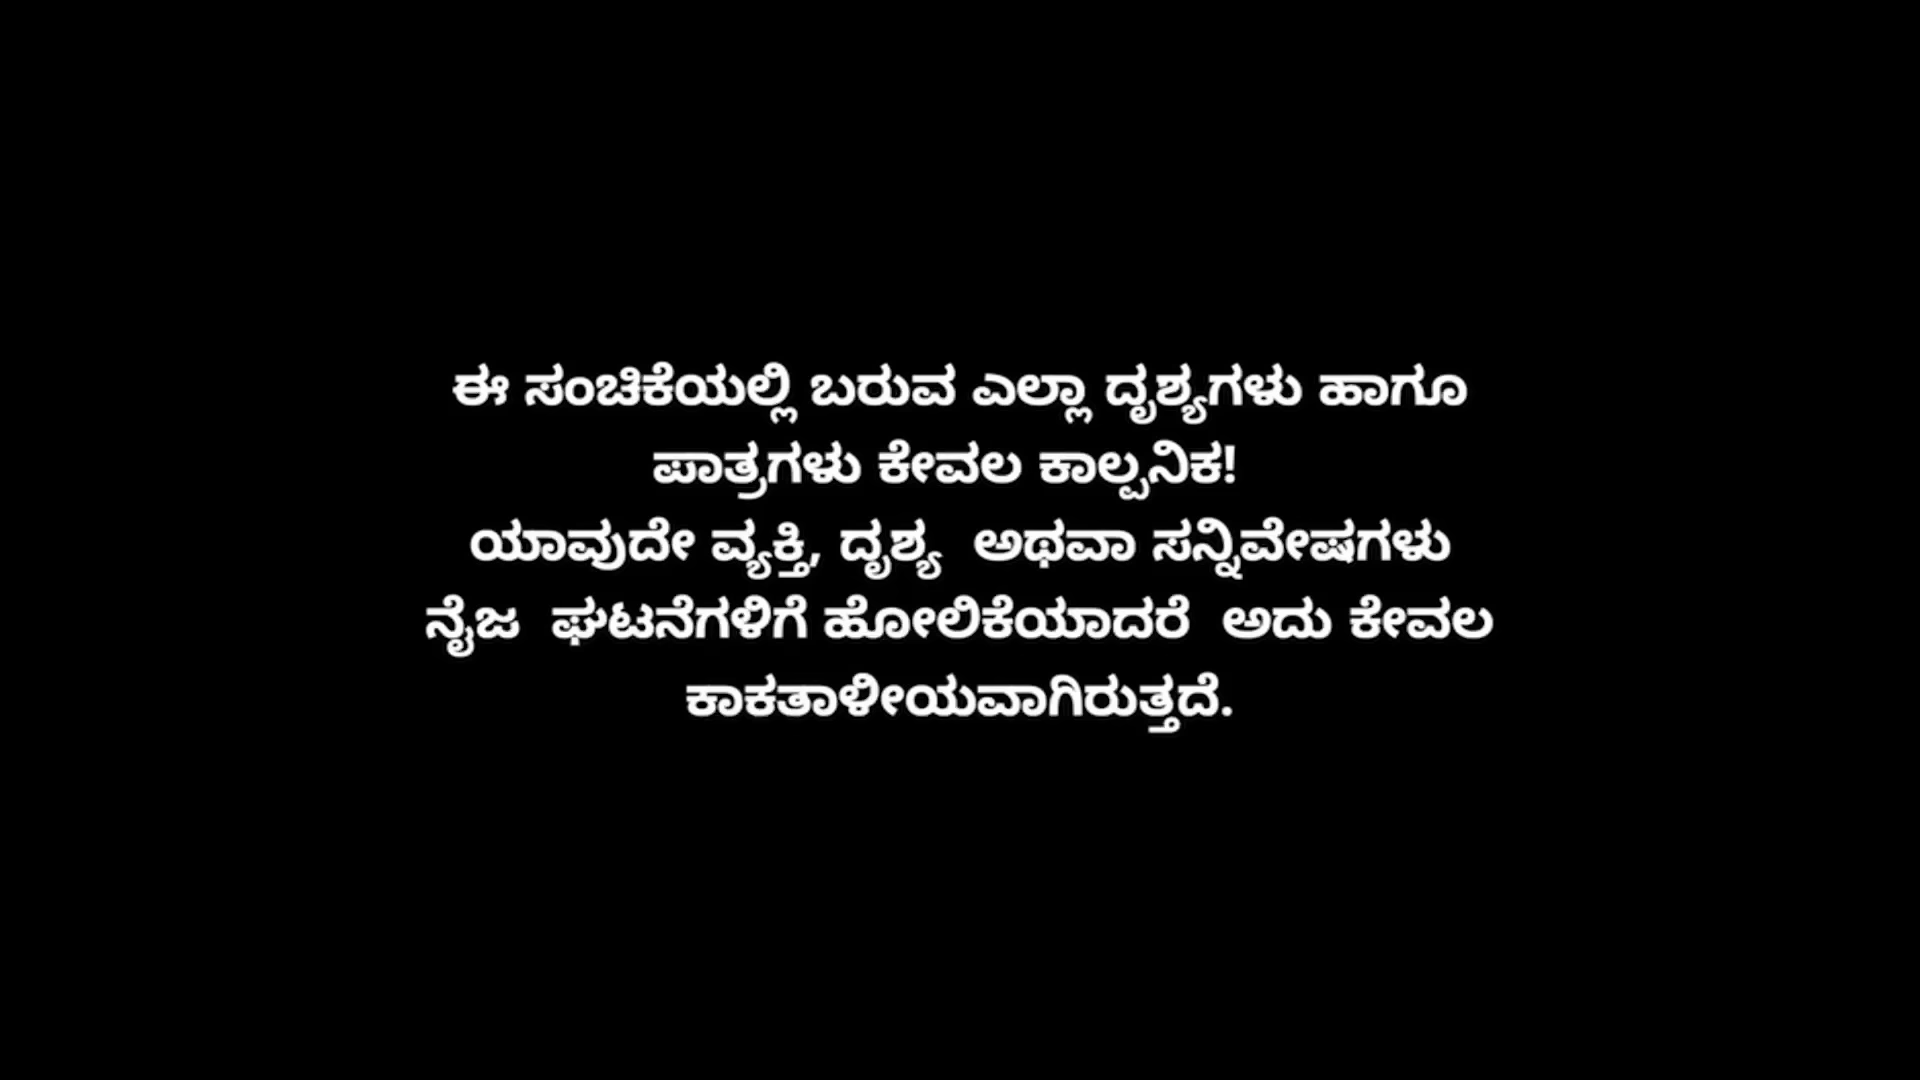 ಈ ಸಂಚಿಕೆಯಲ್ಲಿ ಬರುವ ಎಲ್ಲಾ ದೃಶ್ಯಗಳು ಹಾಗೂ
ಪಾತ್ರಗಳು ಕೇವಲ ಕಾಲ್ಪನಿಕ!
ಯಾವುದೇ ವ್ಯಕ್ತಿ, ದೃಶ್ಯ ಅಥವಾ ಸನ್ನಿವೇಷಗಳು
ನೈಜ ಘಟನೆಗಳಿಗೆ ಹೋಲಿಕೆಯಾದರೆ ಅದು ಕೇವಲ
ಕಾಕತಾಳೀಯವಾಗಿರುತ್ತದೆ.